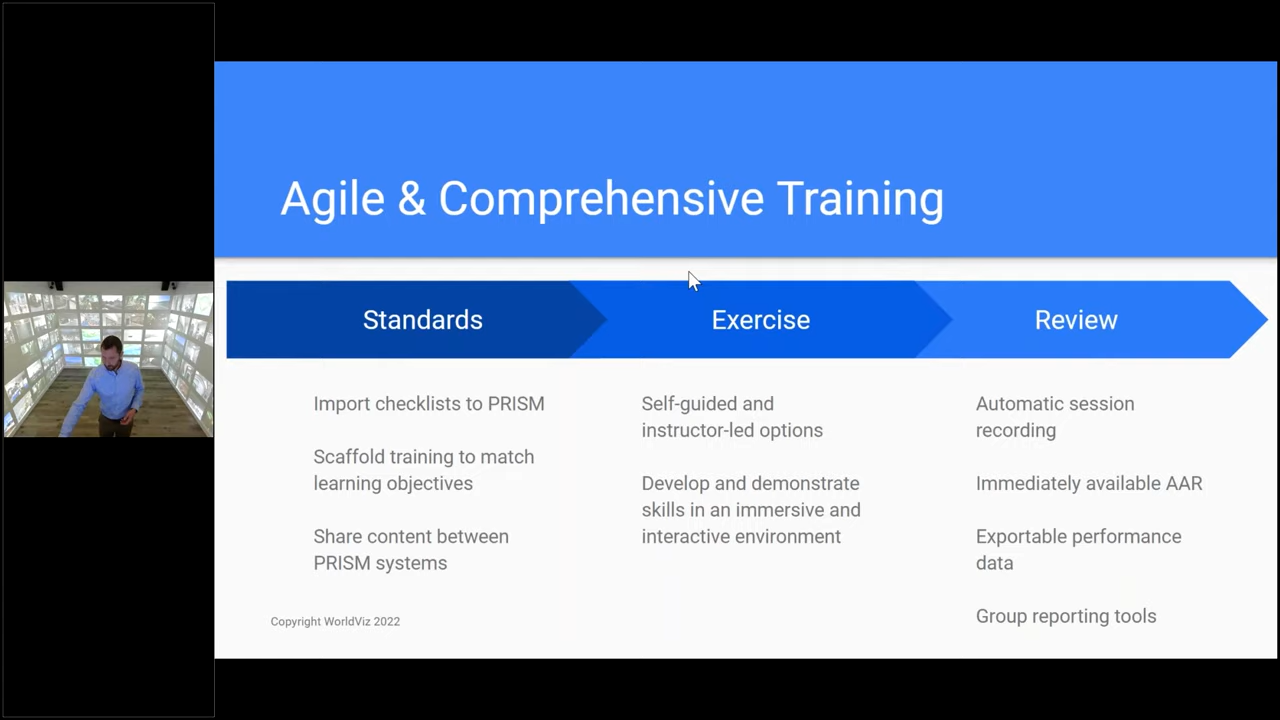 Agile & Comprehensive Training
Standards
Exercise
Review
Import checklists to PRISM
Scaffold training to match
learning objectives
Share content between
PRISM systems
Self-guided and
instructor-led options
Develop and demonstrate
skills in an immersive and
interactive environment
Automatic session
recording
Immediately available AAR
Exportable performance
data
Group reporting tools
Copyright WorldViz 2022